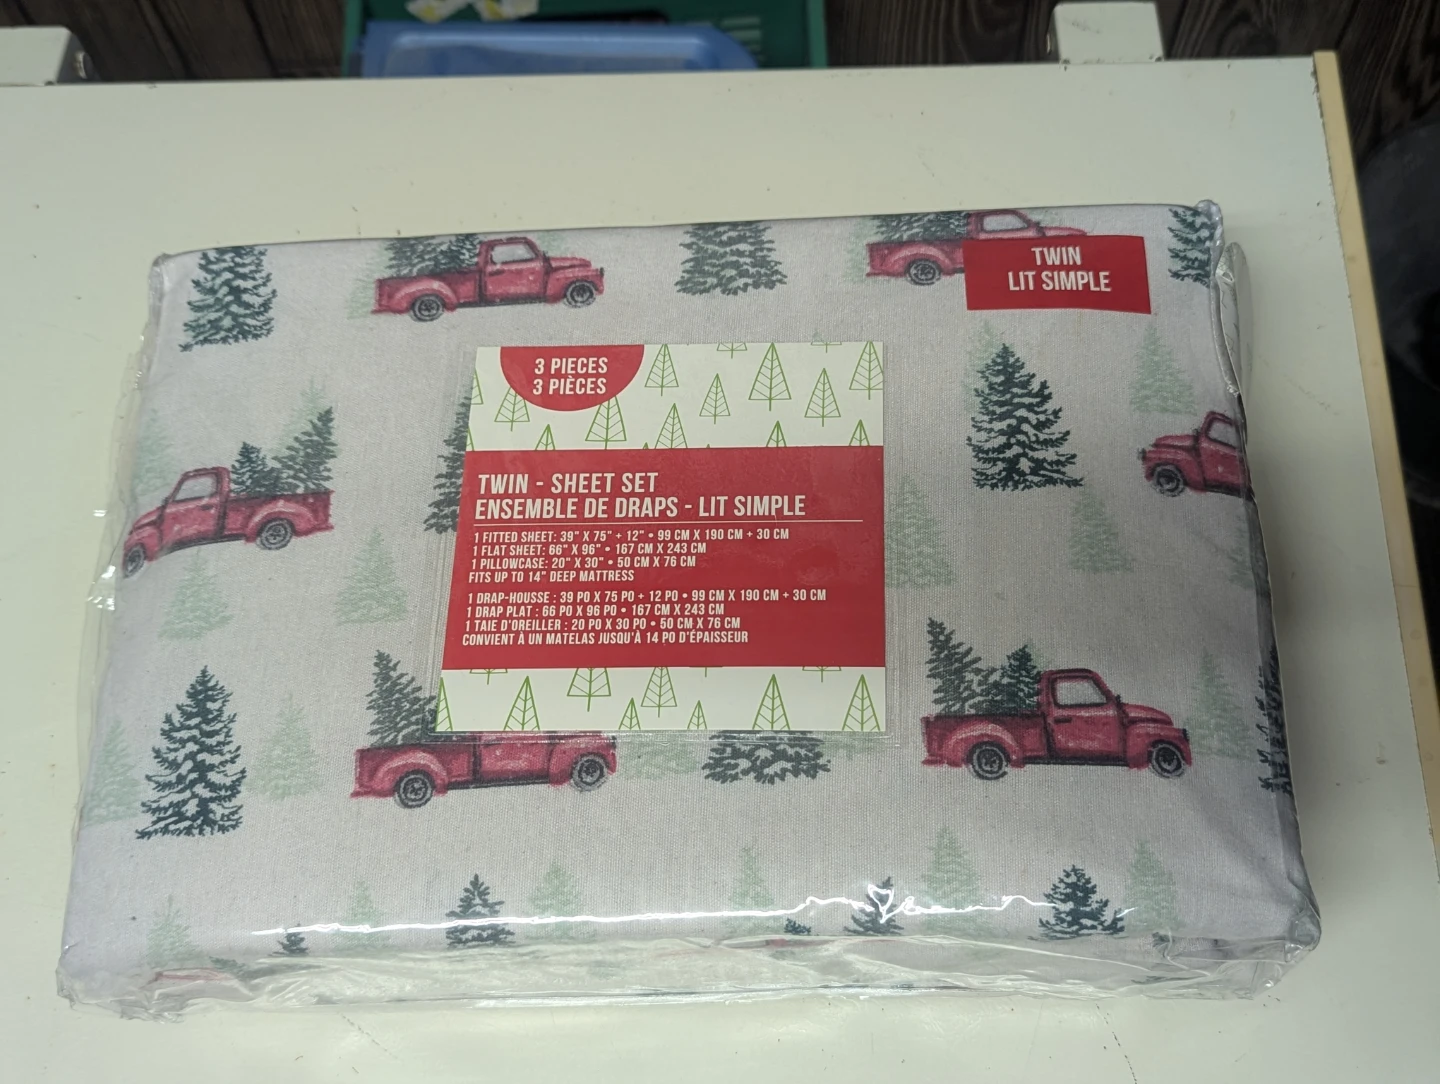 TWIN
LIT SIMPLE
3 PIECES
3 PIÈCES
TWIN - SHEET SET
ENSEMBLE DE DRAPS - LIT SIMPLE
1 FITTED SHEET: 39" X 75" + 12" • 99 CM X 190 CM + 30 CM
1 FLAT SHEET: 66" X 96" • 167 CM X 243 CM
1 PILLOWCASE: 20" X 30" • 50 CM X 76 CM
FITS UP TO 14" DEEP MATTRESS
1 DRAP-HOUSSE : 39 PO X 75 PO + 12 PO • 99 CM X 190 CM + 30 CM
1 DRAP PLAT : 66 PO X 96 PO • 167 CM X 243 CM
1 TAIE D'OREILLER : 20 PO X 30 PO • 50 CM X 76 CM
CONVIENT À UN MATELAS JUSQU'À 14 PO D'ÉPAISSEUR